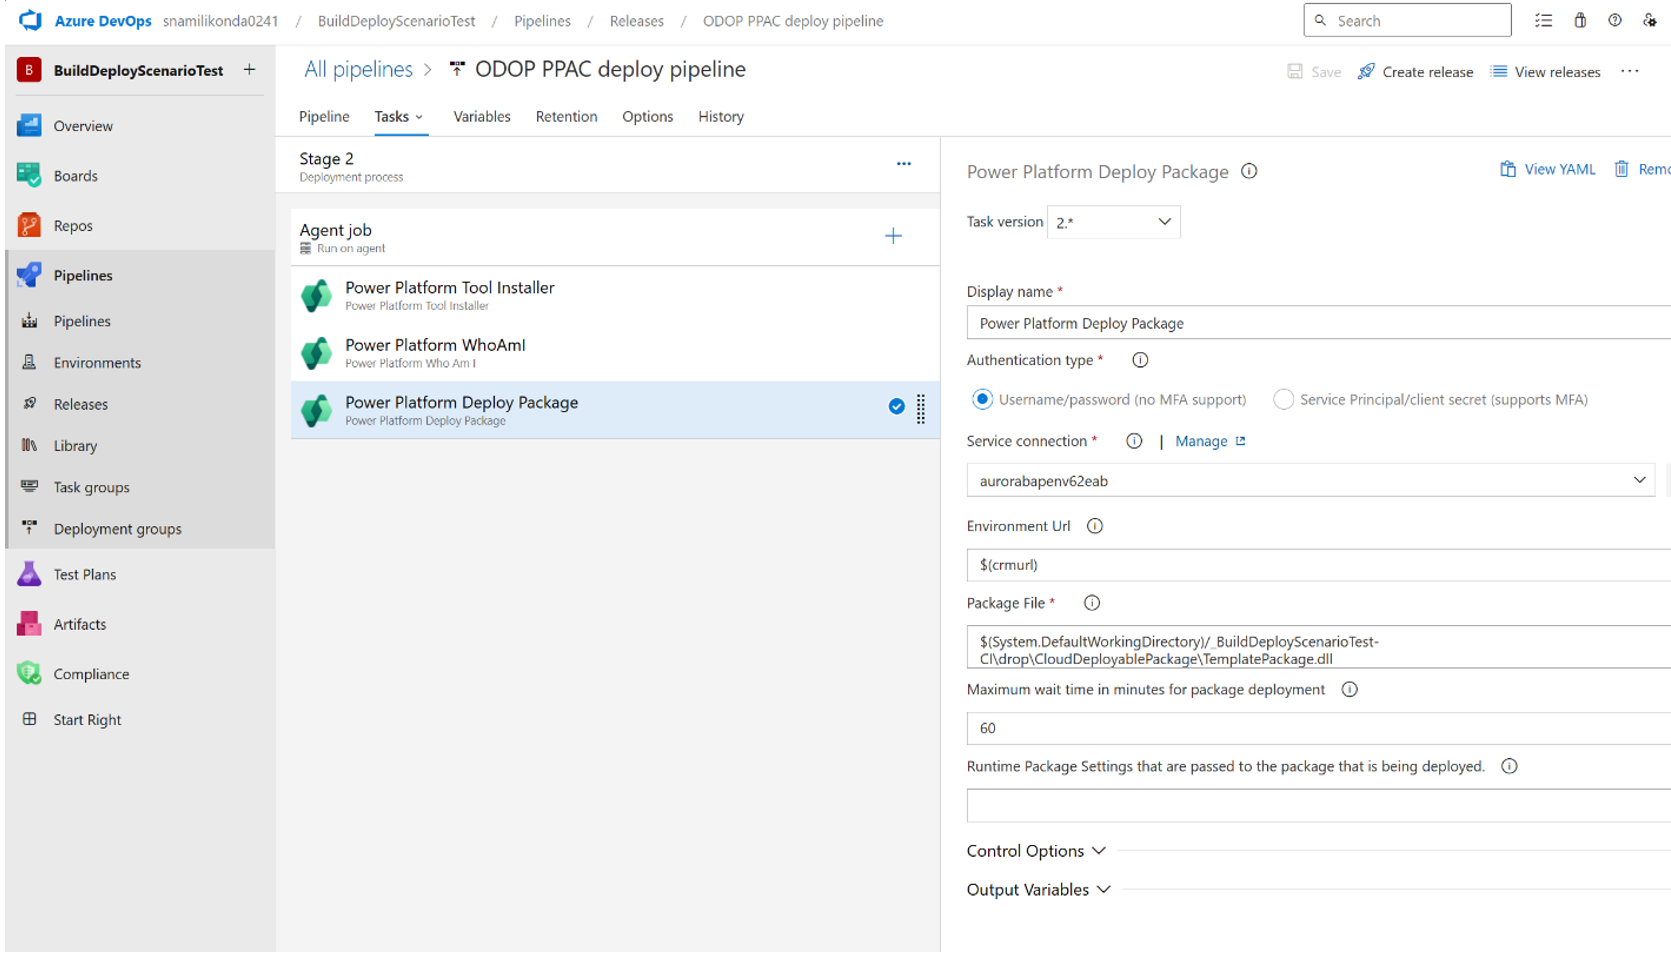 Azure DevOps snamilikonda0241 / BuildDeployScenarioTest / Pipelines / Releases / ODOP PPAC deploy pipeline
Search
B BuildDeployScenarioTest +
Overview
Boards
Repos
Pipelines
Pipelines
Environments
Releases
Library
Task groups
Deployment groups
Test Plans
Artifacts
Compliance
Start Right
All pipelines > ODOP PPAC deploy pipeline
Save Create release View releases ...
Pipeline Tasks Variables Retention Options History
Stage 2 ...
Deployment process
Agent job
Run on agent
Power Platform Tool Installer
Power Platform Tool Installer
Power Platform WhoAmI
Power Platform Who Am I
Power Platform Deploy Package
Power Platform Deploy Package
Power Platform Deploy Package
View YAML Remo
Task version 2.*
Display name *
Power Platform Deploy Package
Authentication type *
Username/password (no MFA support) Service Principal/client secret (supports MFA)
Service connection * | Manage
aurorabapenv62eab
Environment Url
$(crmurl)
Package File *
$(System.DefaultWorkingDirectory)/_BuildDeployScenarioTest-
CI\drop\CloudDeployablePackage\TemplatePackage.dll
Maximum wait time in minutes for package deployment
60
Runtime Package Settings that are passed to the package that is being deployed.
Control Options
Output Variables